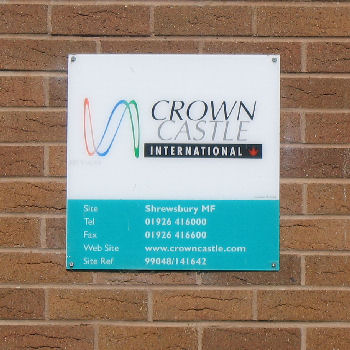 CROWN
CASTLE
INTERNATIONAL
Site Shrewsbury MF
Tel 01926 416000
Fax 01926 416600
Web Site www.crowncastle.com
Site Ref 99048/141642